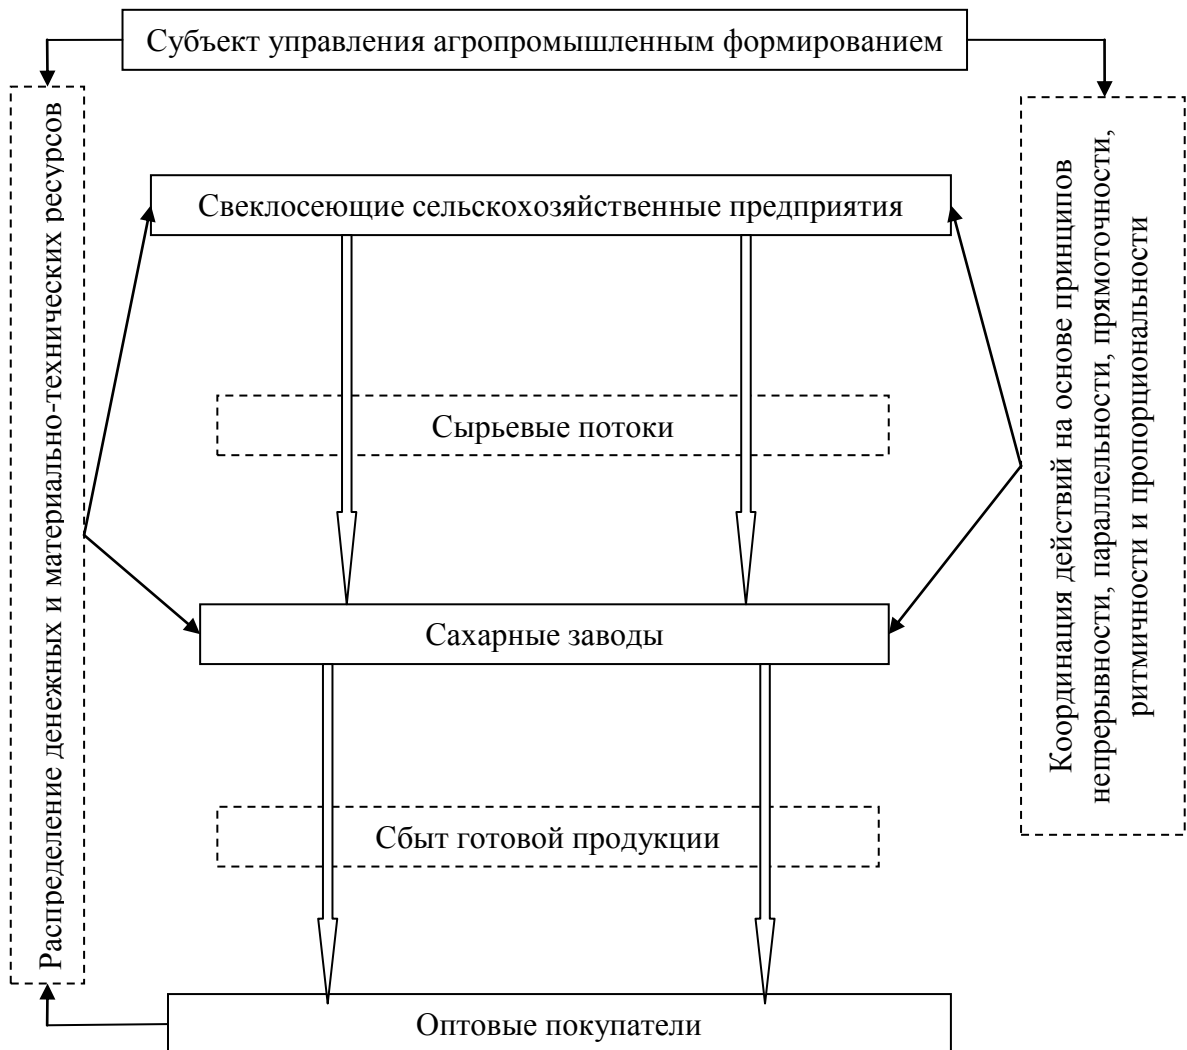 Субъект управления агропромышленным формированием
Распределение денежных и материально-технических ресурсов
Свеклосеющие сельскохозяйственные предприятия
Координация действий на основе принципов
непрерывности, параллельности, прямоточности,
ритмичности и пропорциональности
Сырьевые потоки
Сахарные заводы
Сбыт готовой продукции
Оптовые покупатели